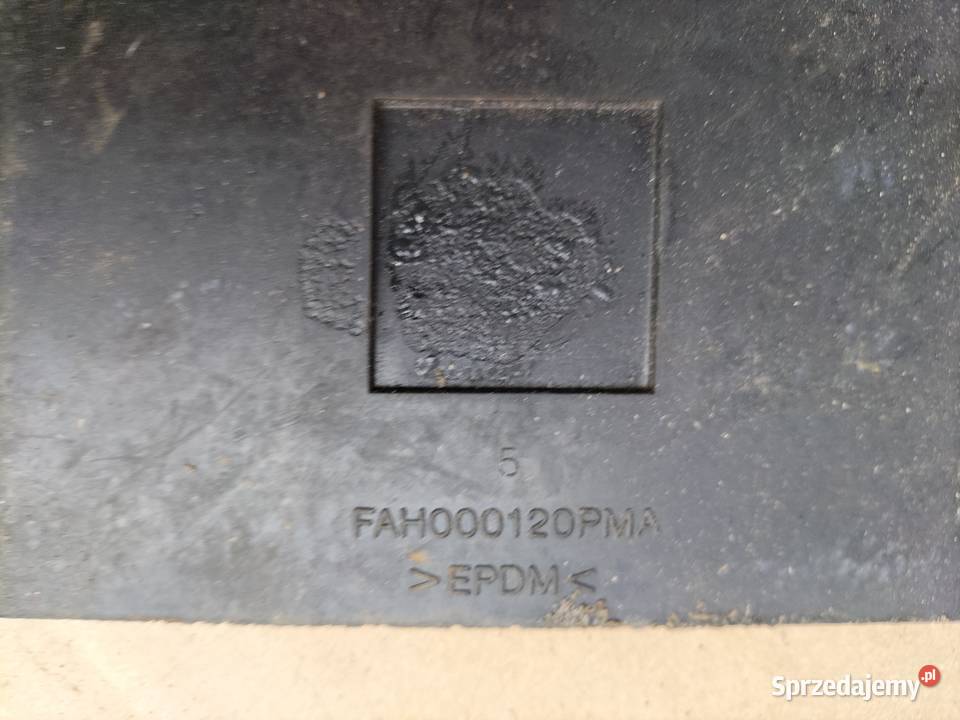 5
FAH000120PMA
>EPDM<
Sprzedajemy.pl